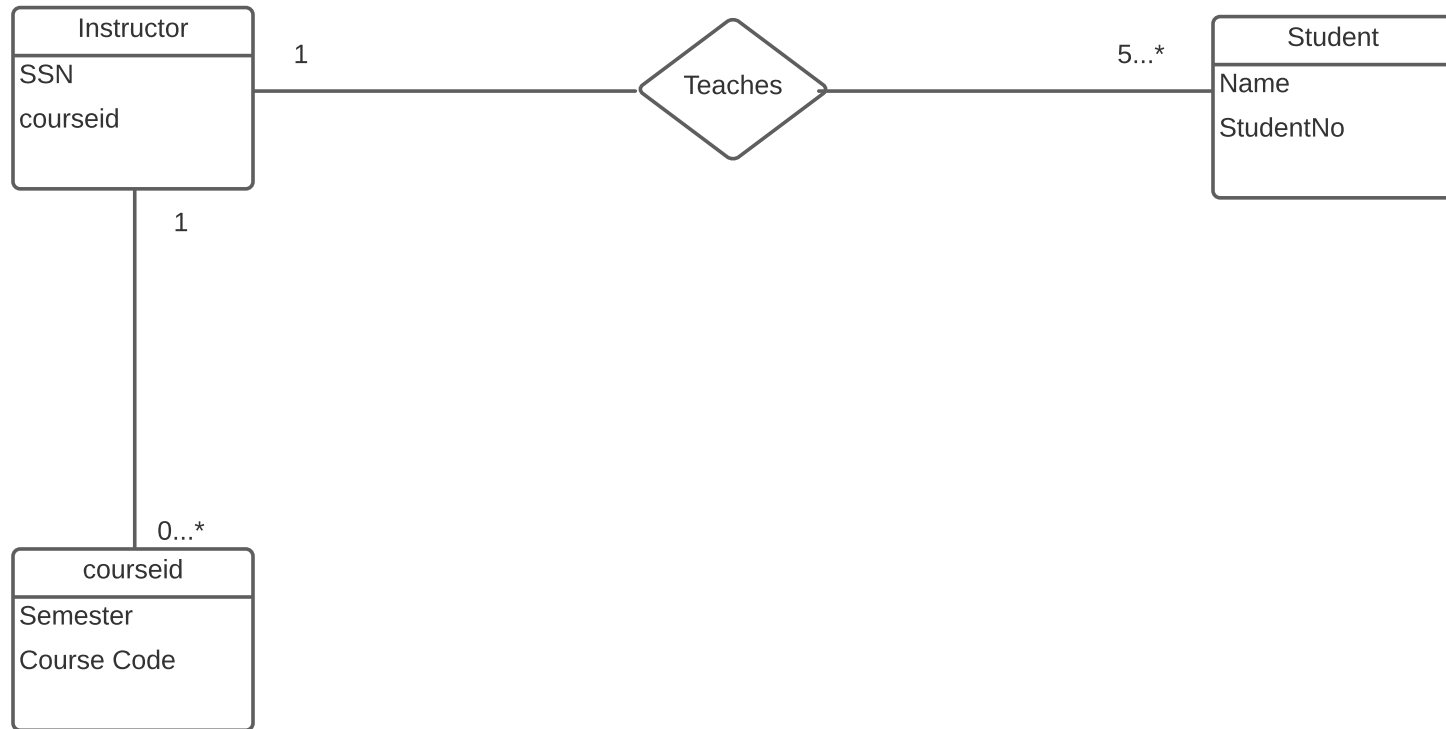 Instructor
SSN
courseid
1
Teaches
5...*
Student
Name
StudentNo
1
0...*
courseid
Semester
Course Code